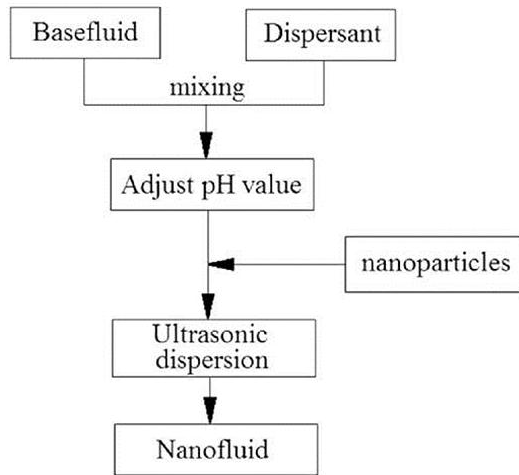 Basefluid
Dispersant
mixing
Adjust pH value
nanoparticles
Ultrasonic
dispersion
Nanofluid